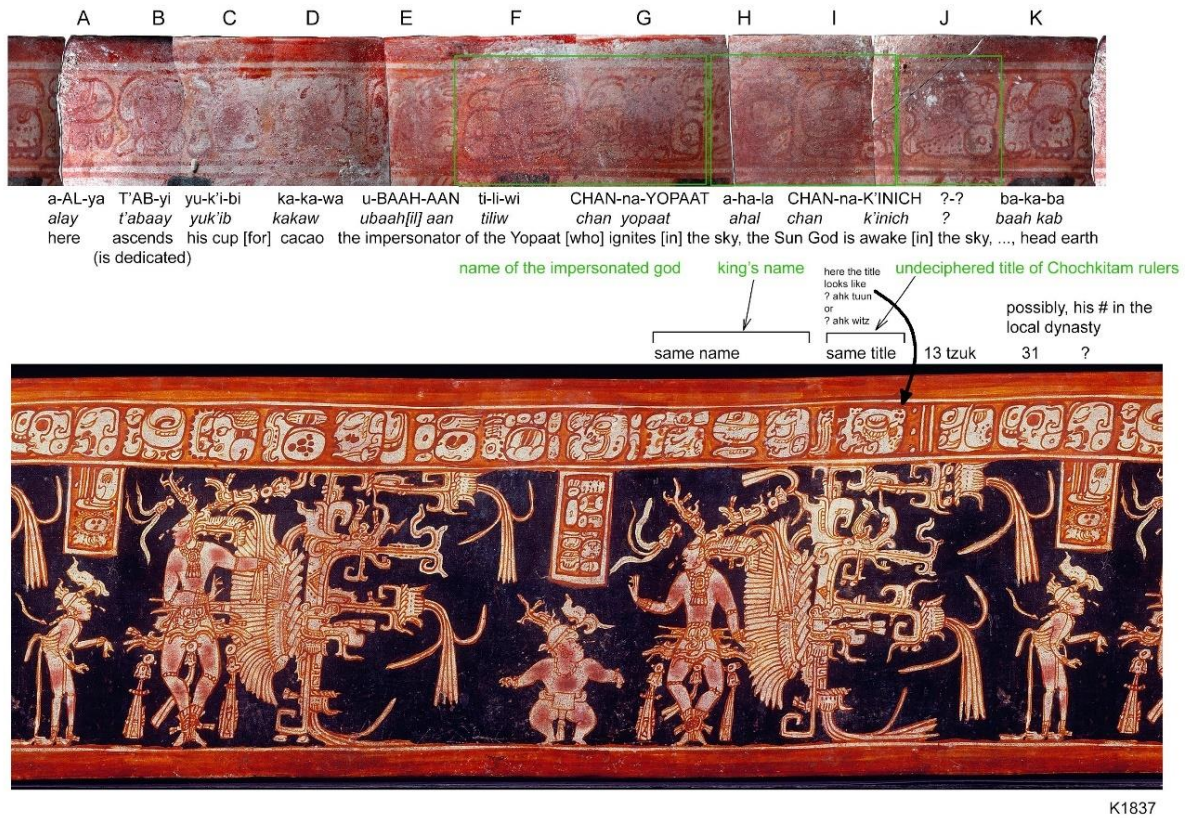 A B C D E F G H I J K
a-AL-ya T'AB-yi yu-k'i-bi ka-ka-wa u-BAAH-AAN ti-li-wi CHAN-na-YOPAAT a-ha-la CHAN-na-K'INICH ?-? ba-ka-ba
alay t'abaay yuk'ib kakaw ubaah[il] aan tiliw chan yopaat ahal chan k'inich ? baah kab
here ascends his cup [for] cacao the impersonator of the Yopaat [who] ignites [in] the sky, the Sun God is awake [in] the sky, ..., head earth
(is dedicated)
name of the impersonated god
king's name
undeciphered title of Chochkitam rulers
here the title
looks like
? ahk tuun
or
? ahk witz
possibly, his # in the
local dynasty
same name same title 13 tzuk 31 ?
K1837